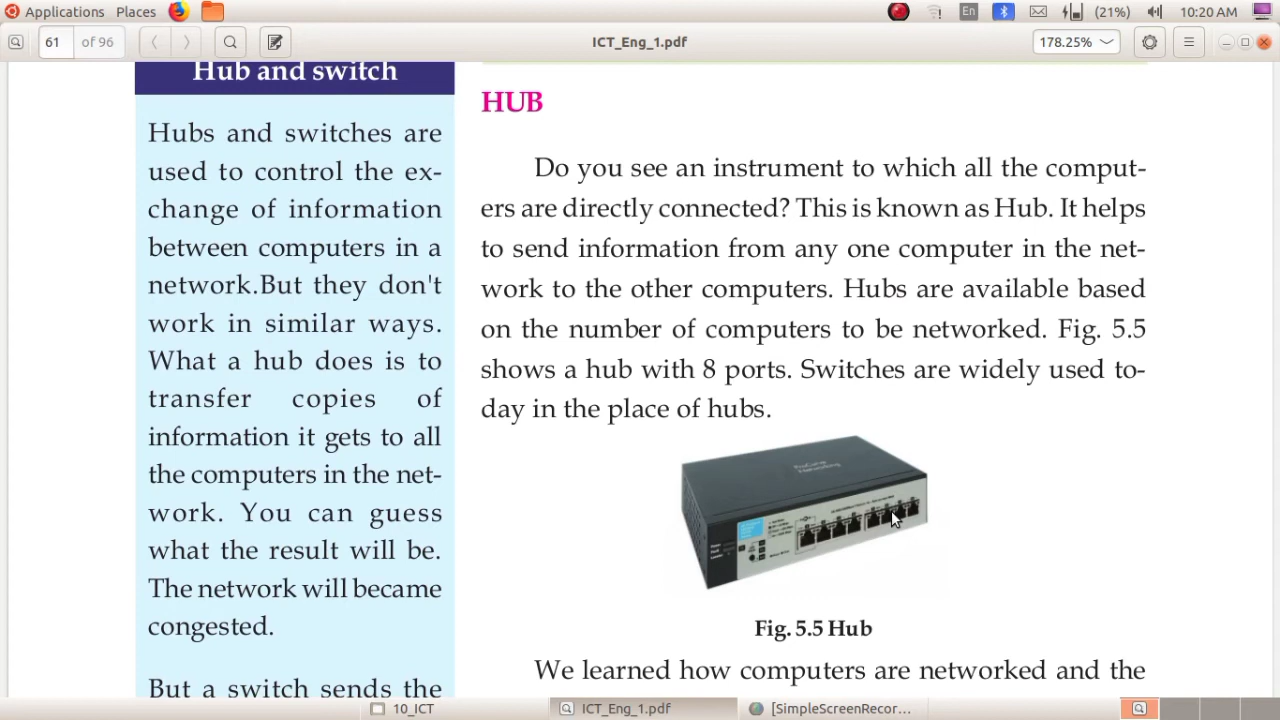 Applications Places En (21%) 10:20 AM
61 of 96 ICT_Eng_1.pdf 178.25%
Hub and switch
Hubs and switches are
used to control the ex-
change of information
between computers in a
network.But they don't
work in similar ways.
What a hub does is to
transfer copies of
information it gets to all
the computers in the net-
work. You can guess
what the result will be.
The network will became
congested.
But a switch sends the
HUB
Do you see an instrument to which all the comput-
ers are directly connected? This is known as Hub. It helps
to send information from any one computer in the net-
work to the other computers. Hubs are available based
on the number of computers to be networked. Fig. 5.5
shows a hub with 8 ports. Switches are widely used to-
day in the place of hubs.
ProCurve
Networking
Fig. 5.5 Hub
We learned how computers are networked and the
10_ICT ICT_Eng_1.pdf [SimpleScreenRecor...